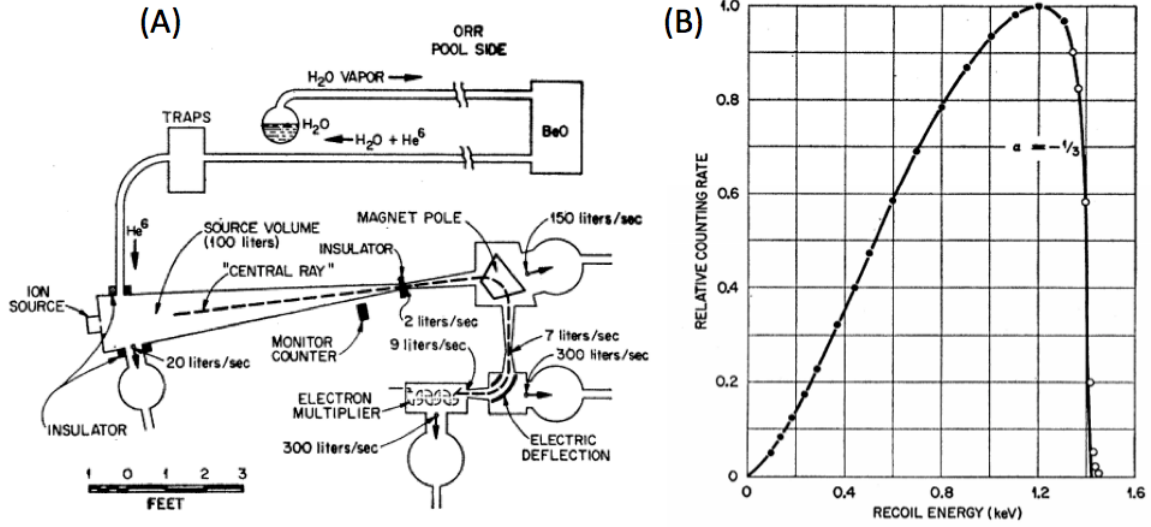 (A)
ORR
POOL SIDE
H₂O VAPOR
TRAPS
H₂O
H₂O + He⁶
BeO
He⁶
SOURCE VOLUME
(100 liters)
"CENTRAL RAY"
ION
SOURCE
INSULATOR
MAGNET POLE
150 liters/sec
2 liters/sec
MONITOR
COUNTER
20 liters/sec
9 liters/sec
7 liters/sec
300 liters/sec
ELECTRON
MULTIPLIER
300 liters/sec
ELECTRIC
DEFLECTION
INSULATOR
1 0 1 2 3
FEET
(B)
1.0
0.8
0.6
0.4
0.2
0
RELATIVE COUNTING RATE
a = -1/3
0 0.4 0.8 1.2 1.6
RECOIL ENERGY (keV)